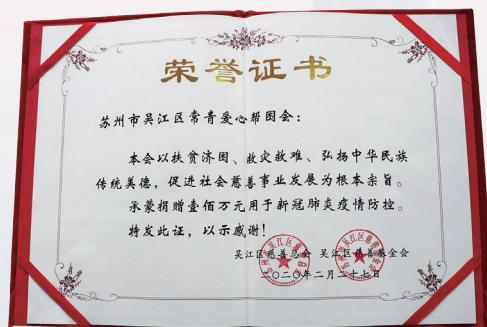 荣誉证书
苏州市吴江区常青爱心帮困会：
本会以扶贫济困、救灾救难、弘扬中华民族
传统美德，促进社会慈善事业发展为根本宗旨。
承蒙捐赠壹佰万元用于新冠肺炎疫情防控。
特发此证，以示感谢！
吴江区慈善总会 吴江区慈善基金会
二〇二〇年二月二十七日